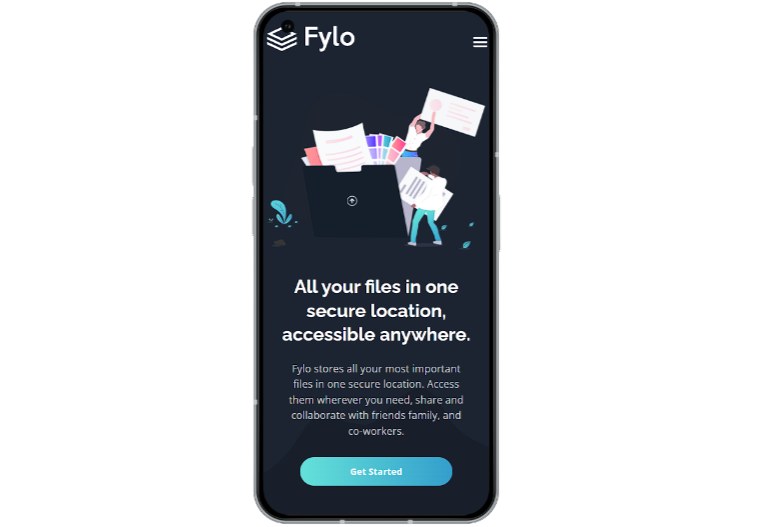 Fylo
All your files in one
secure location,
accessible anywhere.
Fylo stores all your most important
files in one secure location. Access
them wherever you need, share and
collaborate with friends family, and
co-workers.
Get Started